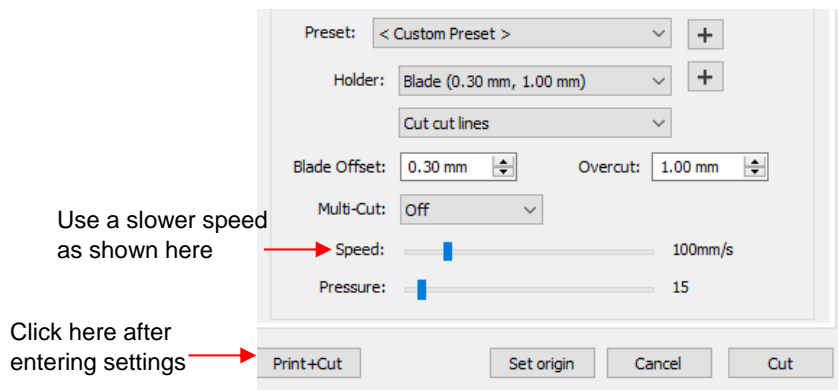 Preset: < Custom Preset > +
Holder: Blade (0.30 mm, 1.00 mm) +
Cut cut lines
Blade Offset: 0.30 mm Overcut: 1.00 mm
Multi-Cut: Off
Use a slower speed
as shown here
Speed: 100mm/s
Pressure: 15
Click here after
entering settings
Print+Cut Set origin Cancel Cut